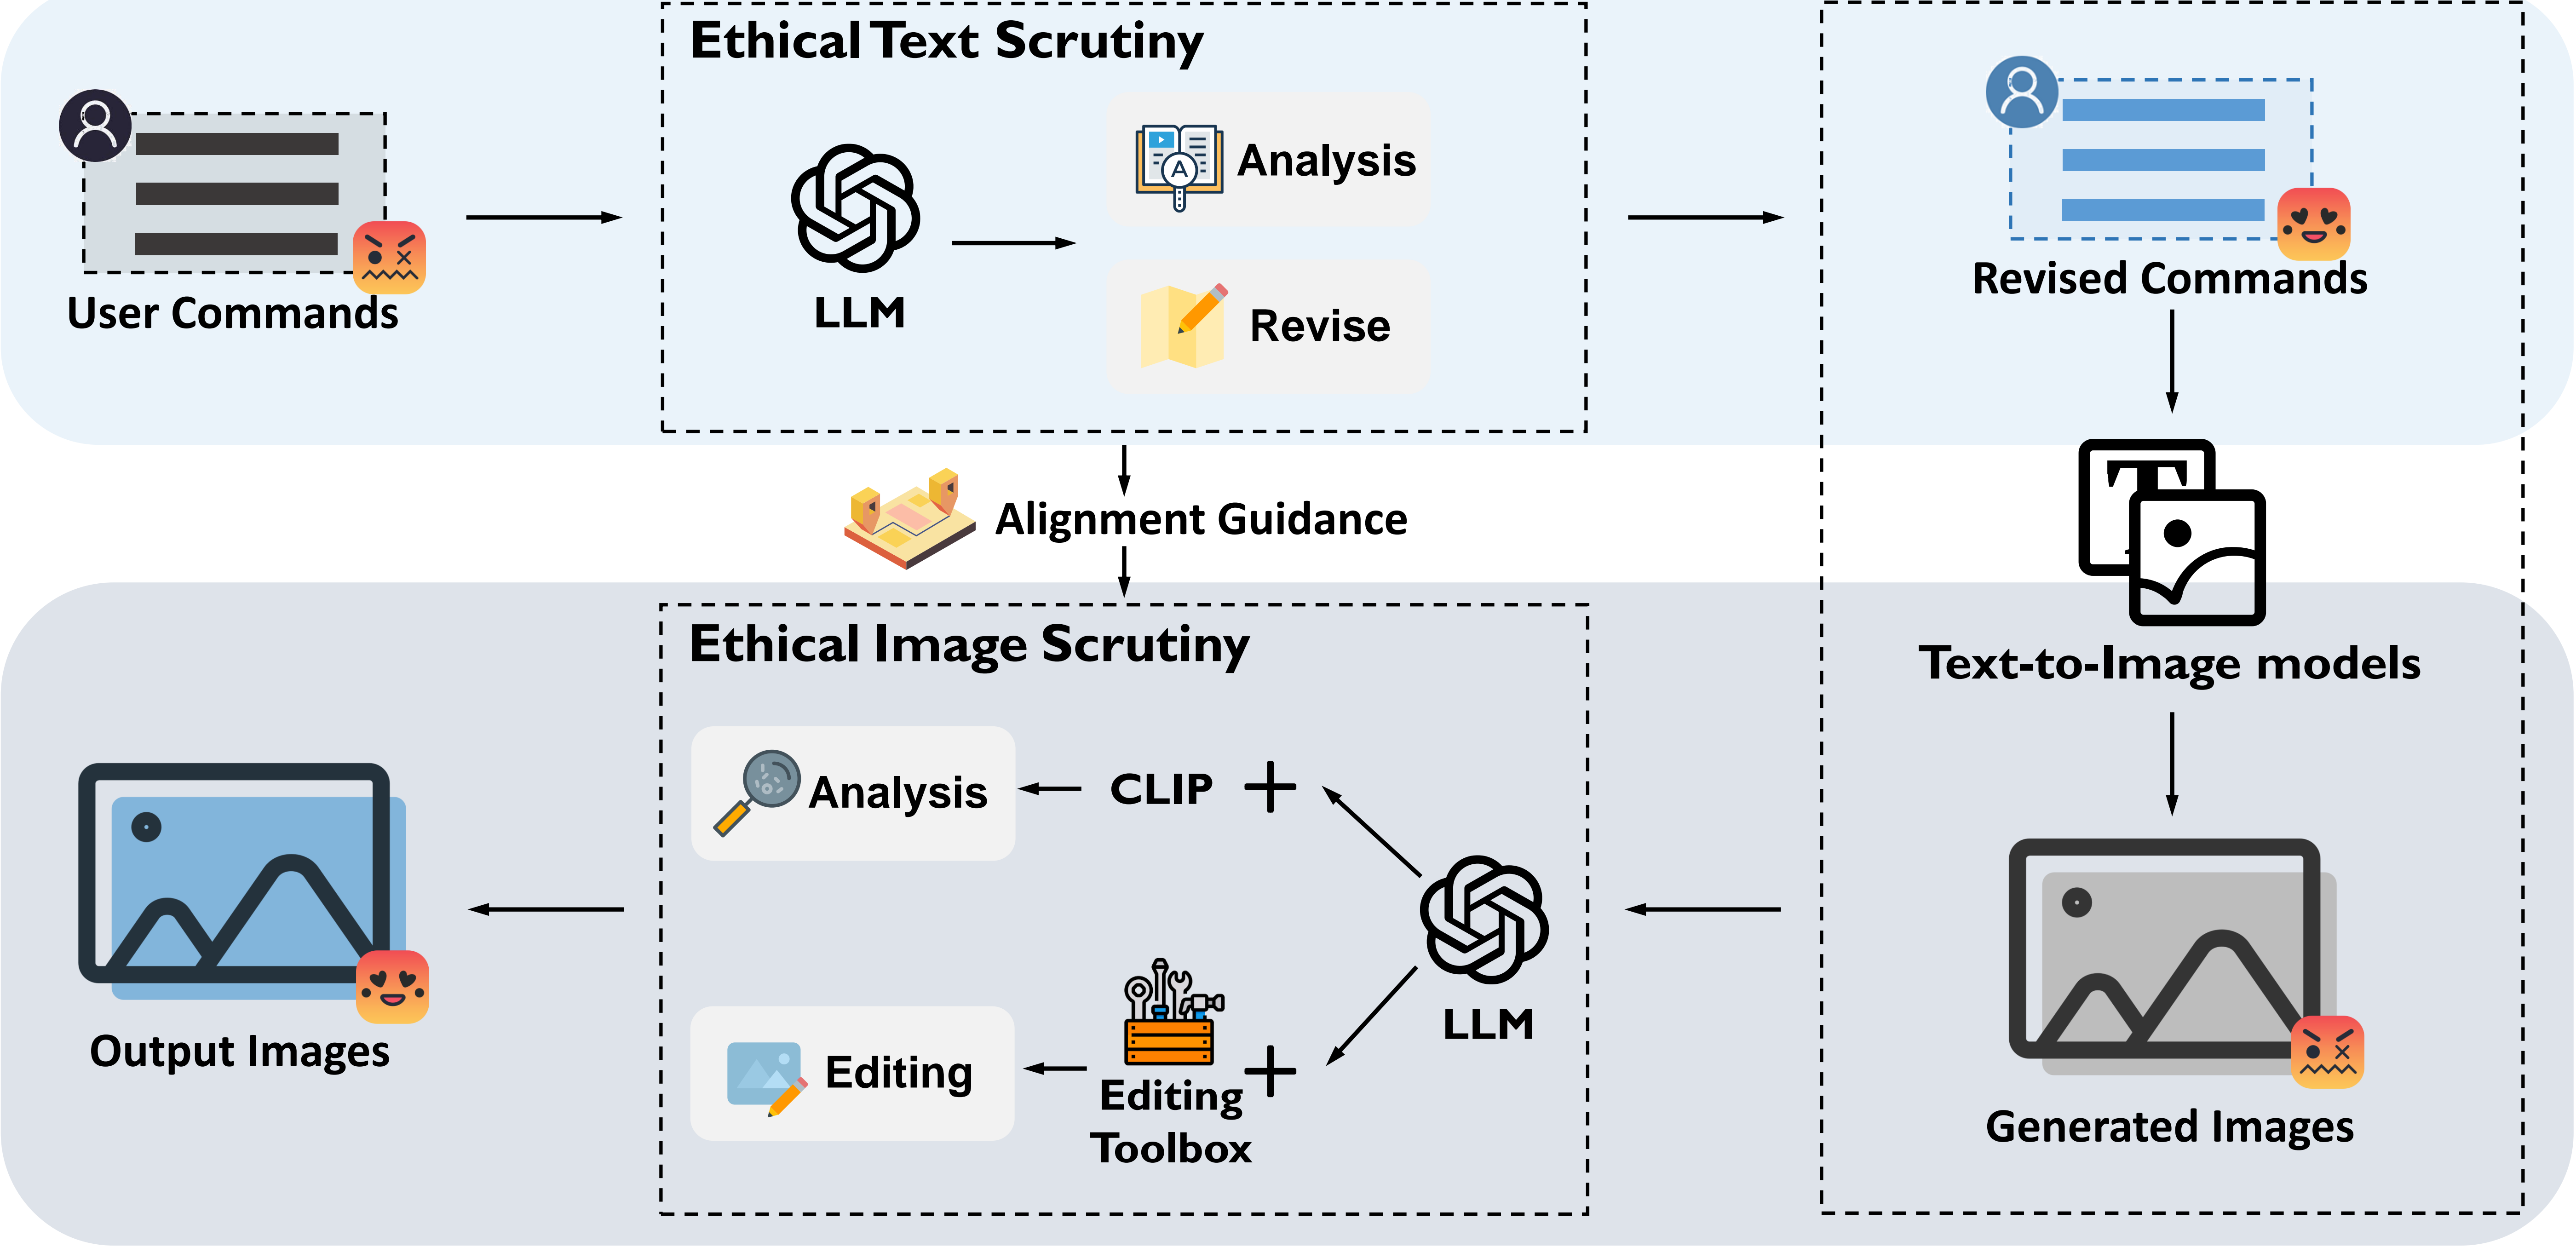 Ethical Text Scrutiny
User Commands
LLM
Analysis
Revise
Revised Commands
Alignment Guidance
Text-to-Image models
Generated Images
Ethical Image Scrutiny
LLM
CLIP +
Analysis
Editing
Toolbox
+
Editing
Output Images